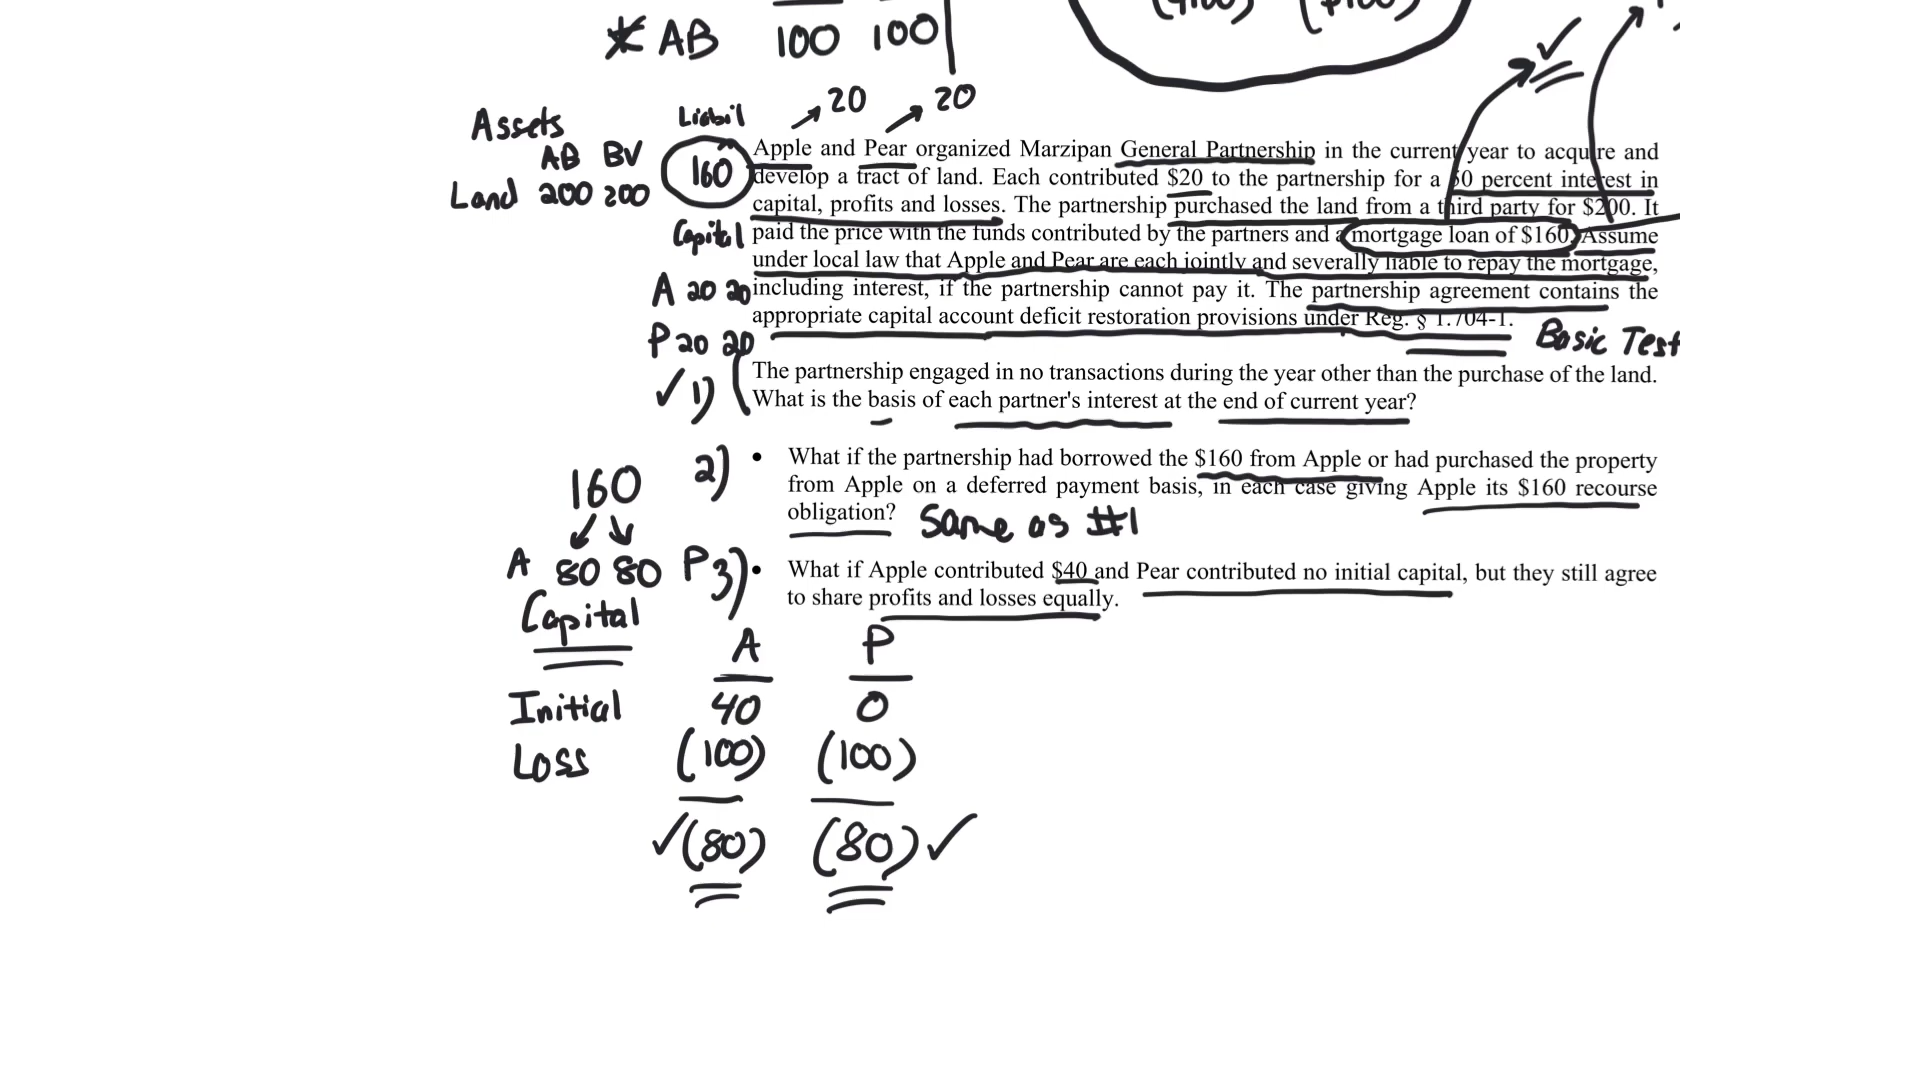 * AB 100 100
20 20
Assets Liabil
AB BV 160
Land 200 200
Capital
A 20 20
P 20 20
Apple and Pear organized Marzipan General Partnership in the current year to acquire and
develop a tract of land. Each contributed $20 to the partnership for a 50 percent interest in
capital, profits and losses. The partnership purchased the land from a third party for $200. It
paid the price with the funds contributed by the partners and a mortgage loan of $160. Assume
under local law that Apple and Pear are each jointly and severally liable to repay the mortgage,
including interest, if the partnership cannot pay it. The partnership agreement contains the
appropriate capital account deficit restoration provisions under Reg. § 1.704-1.
Basic Test
✓ 1) The partnership engaged in no transactions during the year other than the purchase of the land.
What is the basis of each partner's interest at the end of current year?
2) • What if the partnership had borrowed the $160 from Apple or had purchased the property
from Apple on a deferred payment basis, in each case giving Apple its $160 recourse
obligation? Same as #1
160
A 80 80 P
3) • What if Apple contributed $40 and Pear contributed no initial capital, but they still agree
to share profits and losses equally.
Capital
A P
Initial 40 0
Loss (100) (100)
✓ (80) (80) ✓